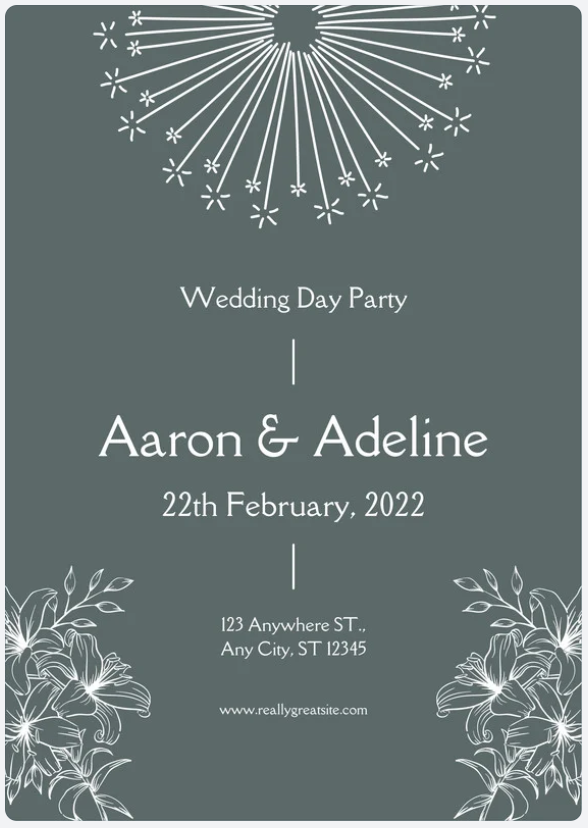 Wedding Day Party
Aaron & Adeline
22th February, 2022
123 Anywhere ST.,
Any City, ST 12345
www.reallygreatsite.com